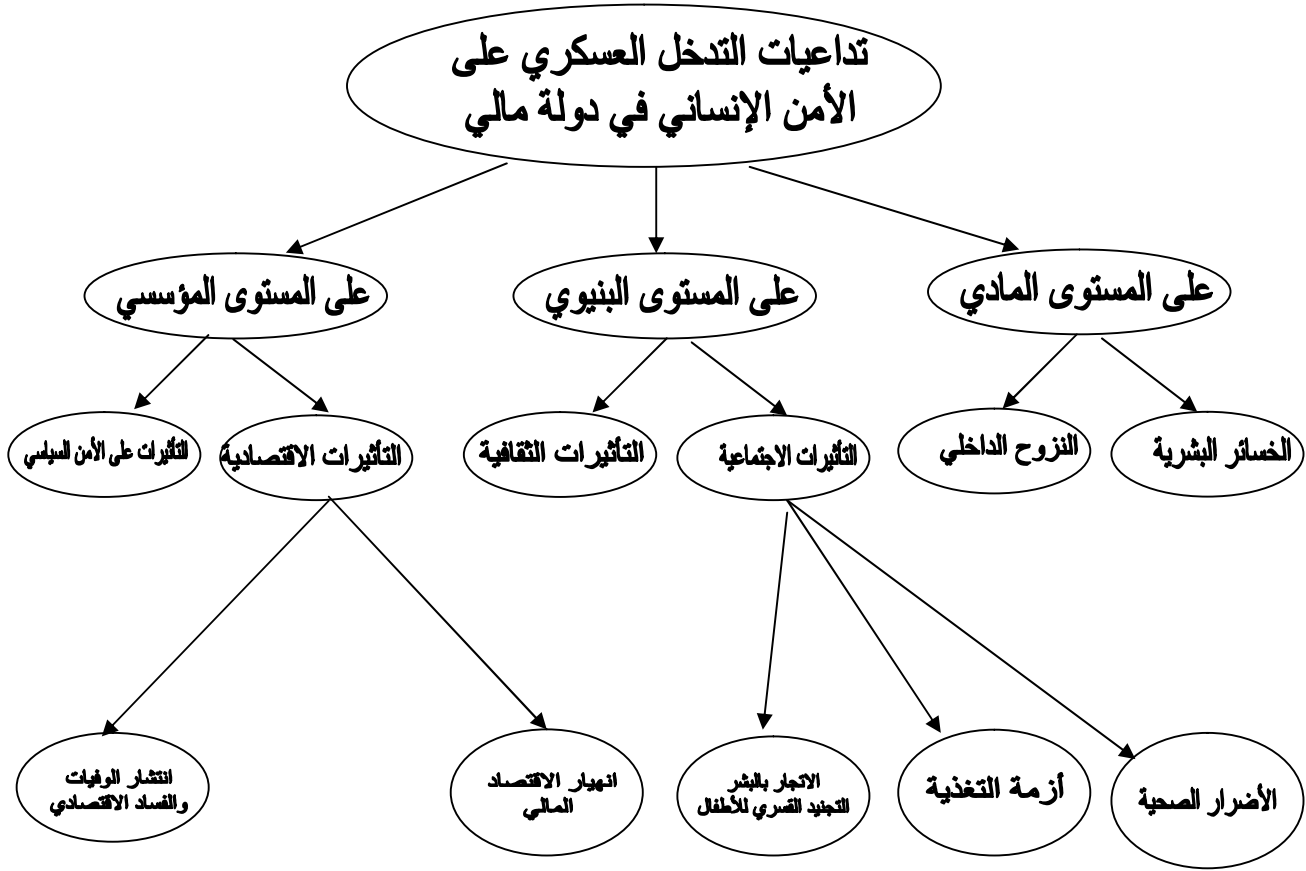 تداعيات التدخل العسكري على
الأمن الإنساني في دولة مالي
على المستوى المادي
على المستوى البنيوي
على المستوى المؤسسي
الخسائر البشرية
النزوح الداخلي
التأثيرات الاجتماعية
التأثيرات الثقافية
التأثيرات الاقتصادية
التأثيرات على الأمن السياسي
الأضرار الصحية
أزمة التغذية
الاتجار بالبشر
التجنيد القسري للأطفال
انهيار الاقتصاد
المالي
انتشار الوفيات
والفساد الاقتصادي